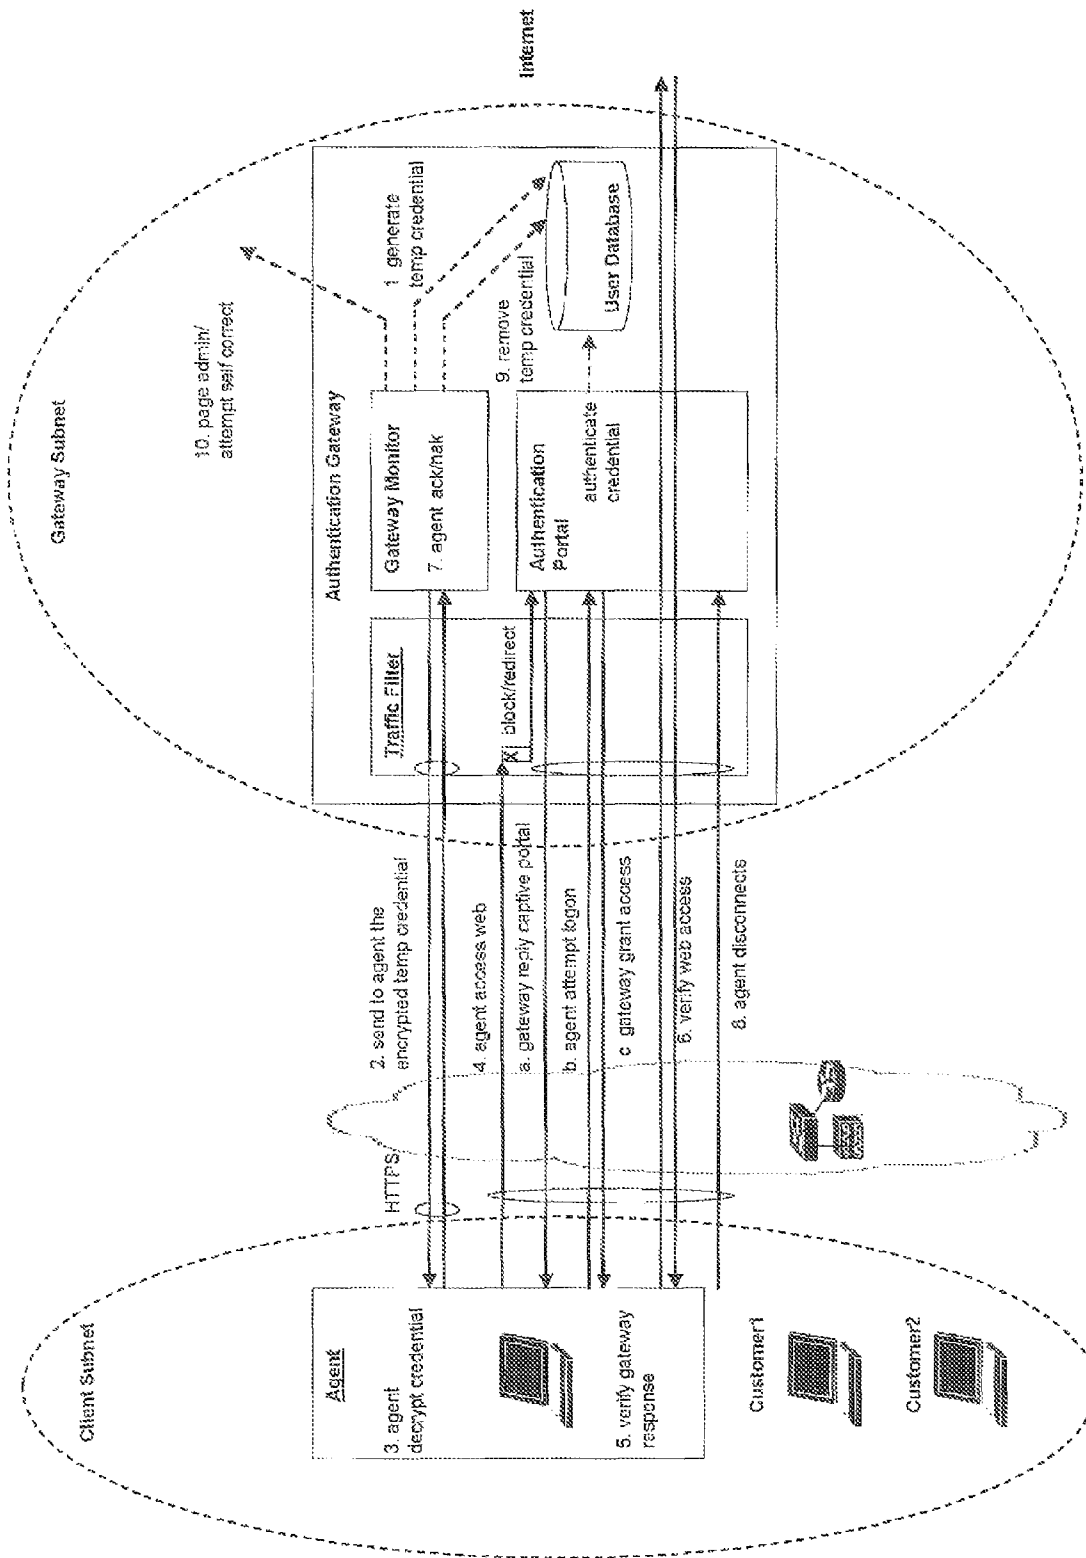 Client Subnet
Agent
3. agent
decrypt credential
5. verify gateway
response
Customer1
Customer2
HTTPS
2. send to agent the
encrypted temp credential
4. agent access web
a. gateway reply captive portal
b. agent attempt logon
c gateway grant access
6. verify web access
8. agent disconnects
Gateway Subnet
10. page admin/
attempt self correct
Authentication Gateway
Traffic Filter
X
block/redirect
Gateway Monitor
7. agent ack/nak
Authentication
Portal
authenticate
credential
1 generate
temp credential
9. remove
temp credential
User Database
Internet